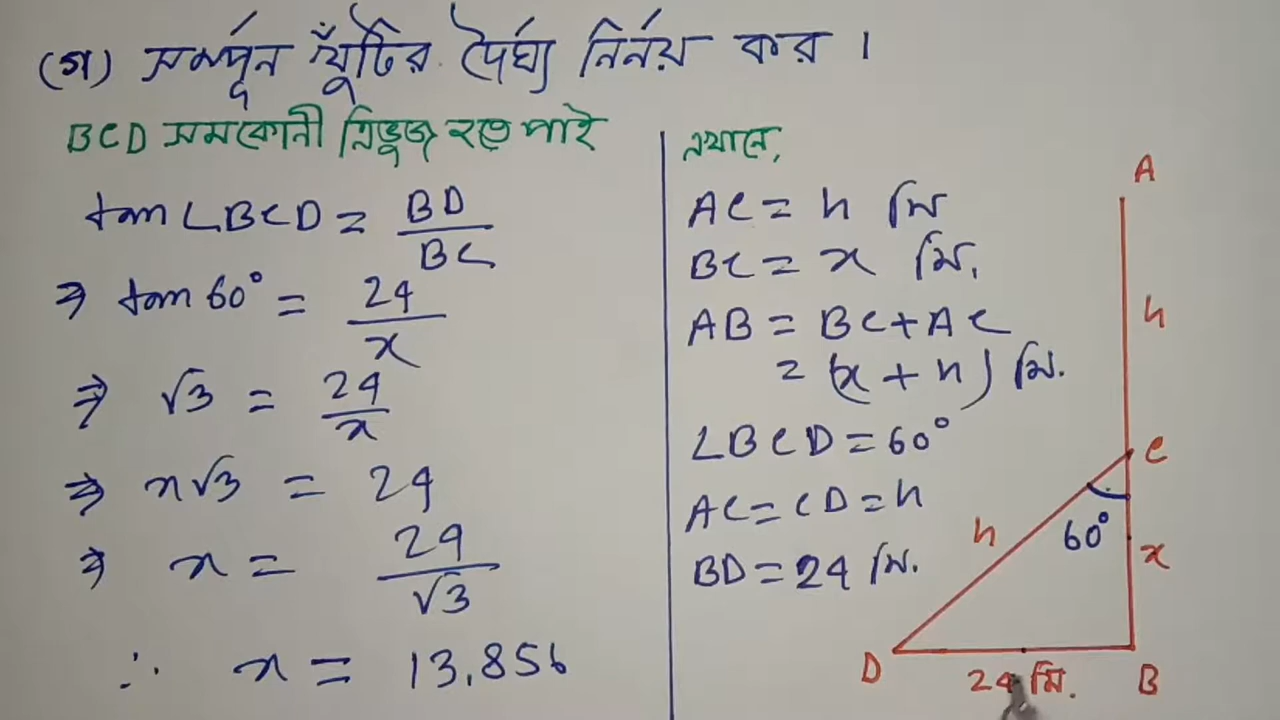 (গ) সম্পূন খুঁটির দৈর্ঘ্য নির্নয় কর ।
BCD সমকোনী ত্রিভুজ হতে পাই
tan∠BCD = BD/BC
⇒ tan 60° = 24/x
⇒ √3 = 24/x
⇒ x√3 = 24
⇒ x = 24/√3
∴ x = 13.856
এখানে,
AC = h মি
BC = x মি.
AB = BC + AC
= (x + h) মি.
∠BCD = 60°
AC = CD = h
BD = 24 মি.
A
h
C
h
60°
x
D
24 মি.
B